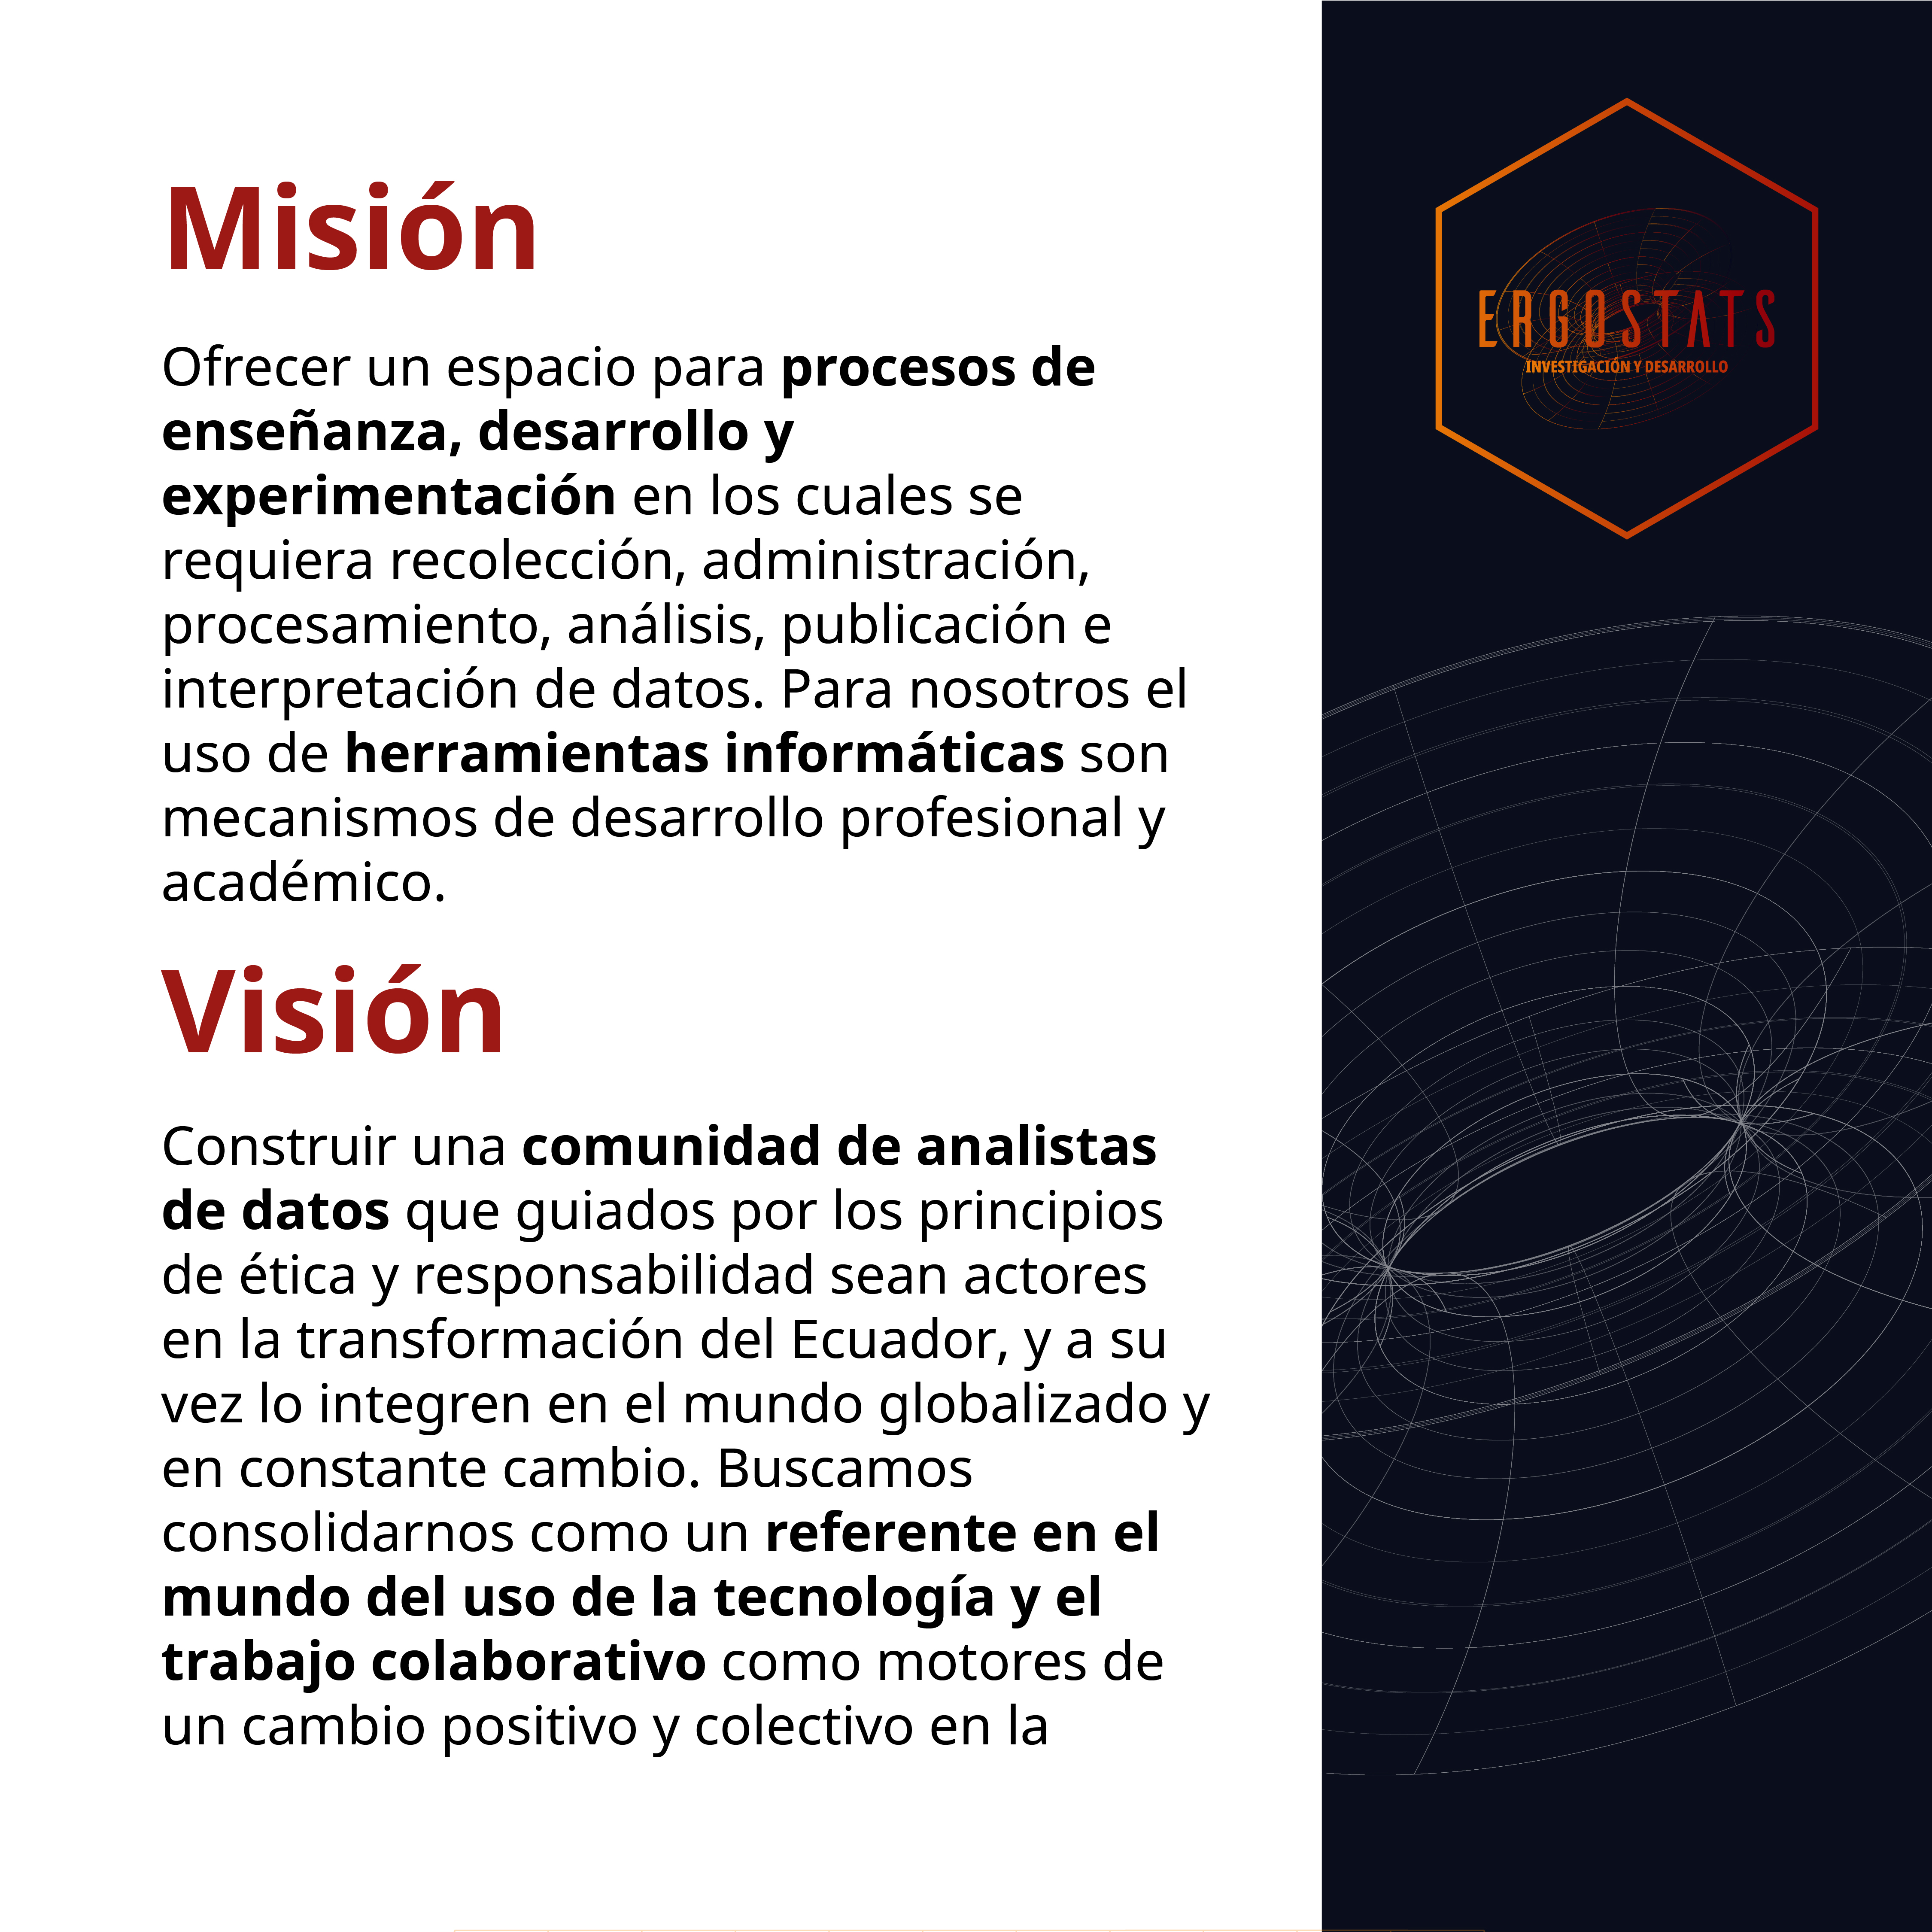 Misión
Ofrecer un espacio para procesos de
enseñanza, desarrollo y
experimentación en los cuales se
requiera recolección, administración,
procesamiento, análisis, publicación e
interpretación de datos. Para nosotros el
uso de herramientas informáticas son
mecanismos de desarrollo profesional y
académico.
Visión
Construir una comunidad de analistas
de datos que guiados por los principios
de ética y responsabilidad sean actores
en la transformación del Ecuador, y a su
vez lo integren en el mundo globalizado y
en constante cambio. Buscamos
consolidarnos como un referente en el
mundo del uso de la tecnología y el
trabajo colaborativo como motores de
un cambio positivo y colectivo en la
ERGOSTATS
INVESTIGACIÓN Y DESARROLLO